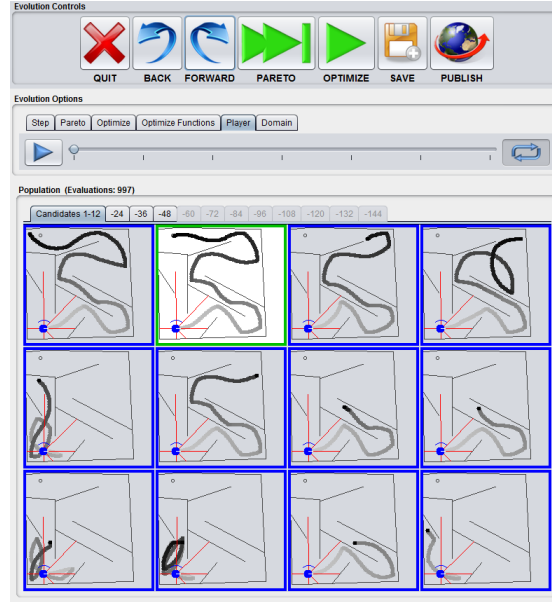 Evolution Controls
QUIT BACK FORWARD PARETO OPTIMIZE SAVE PUBLISH
Evolution Options
Step Pareto Optimize Optimize Functions Player Domain
Population (Evaluations: 997)
Candidates 1-12 -24 -36 -48 -60 -72 -84 -96 -108 -120 -132 -144